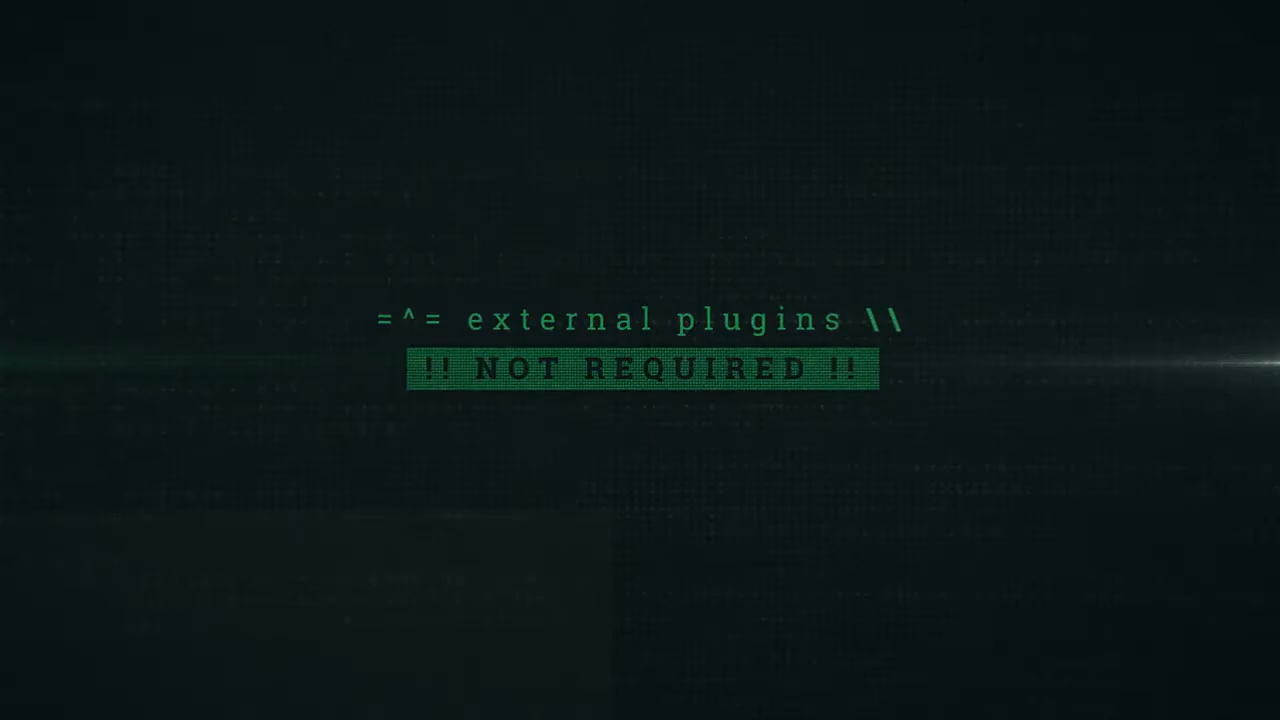 =^= external plugins \\
!! NOT REQUIRED !!